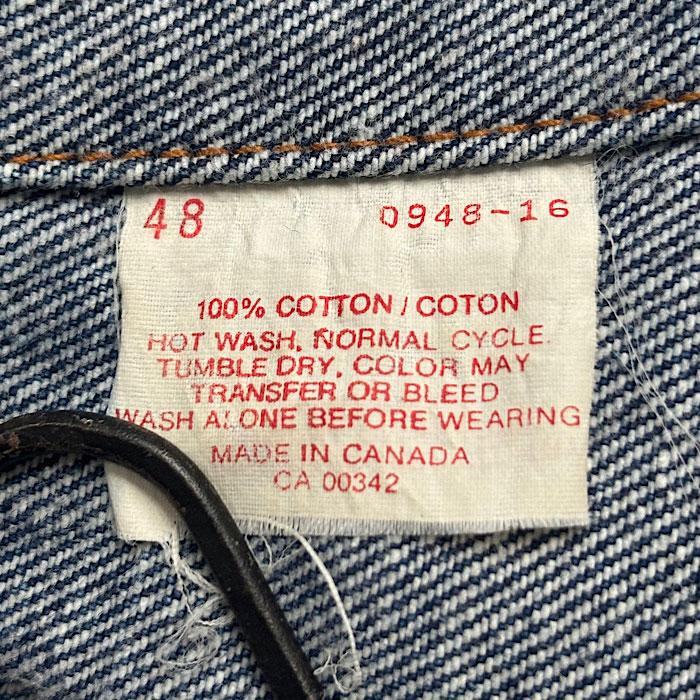 48 0948-16
100% COTTON / COTON
HOT WASH, NORMAL CYCLE.
TUMBLE DRY, COLOR MAY
TRANSFER OR BLEED
WASH ALONE BEFORE WEARING
MADE IN CANADA
CA 00342